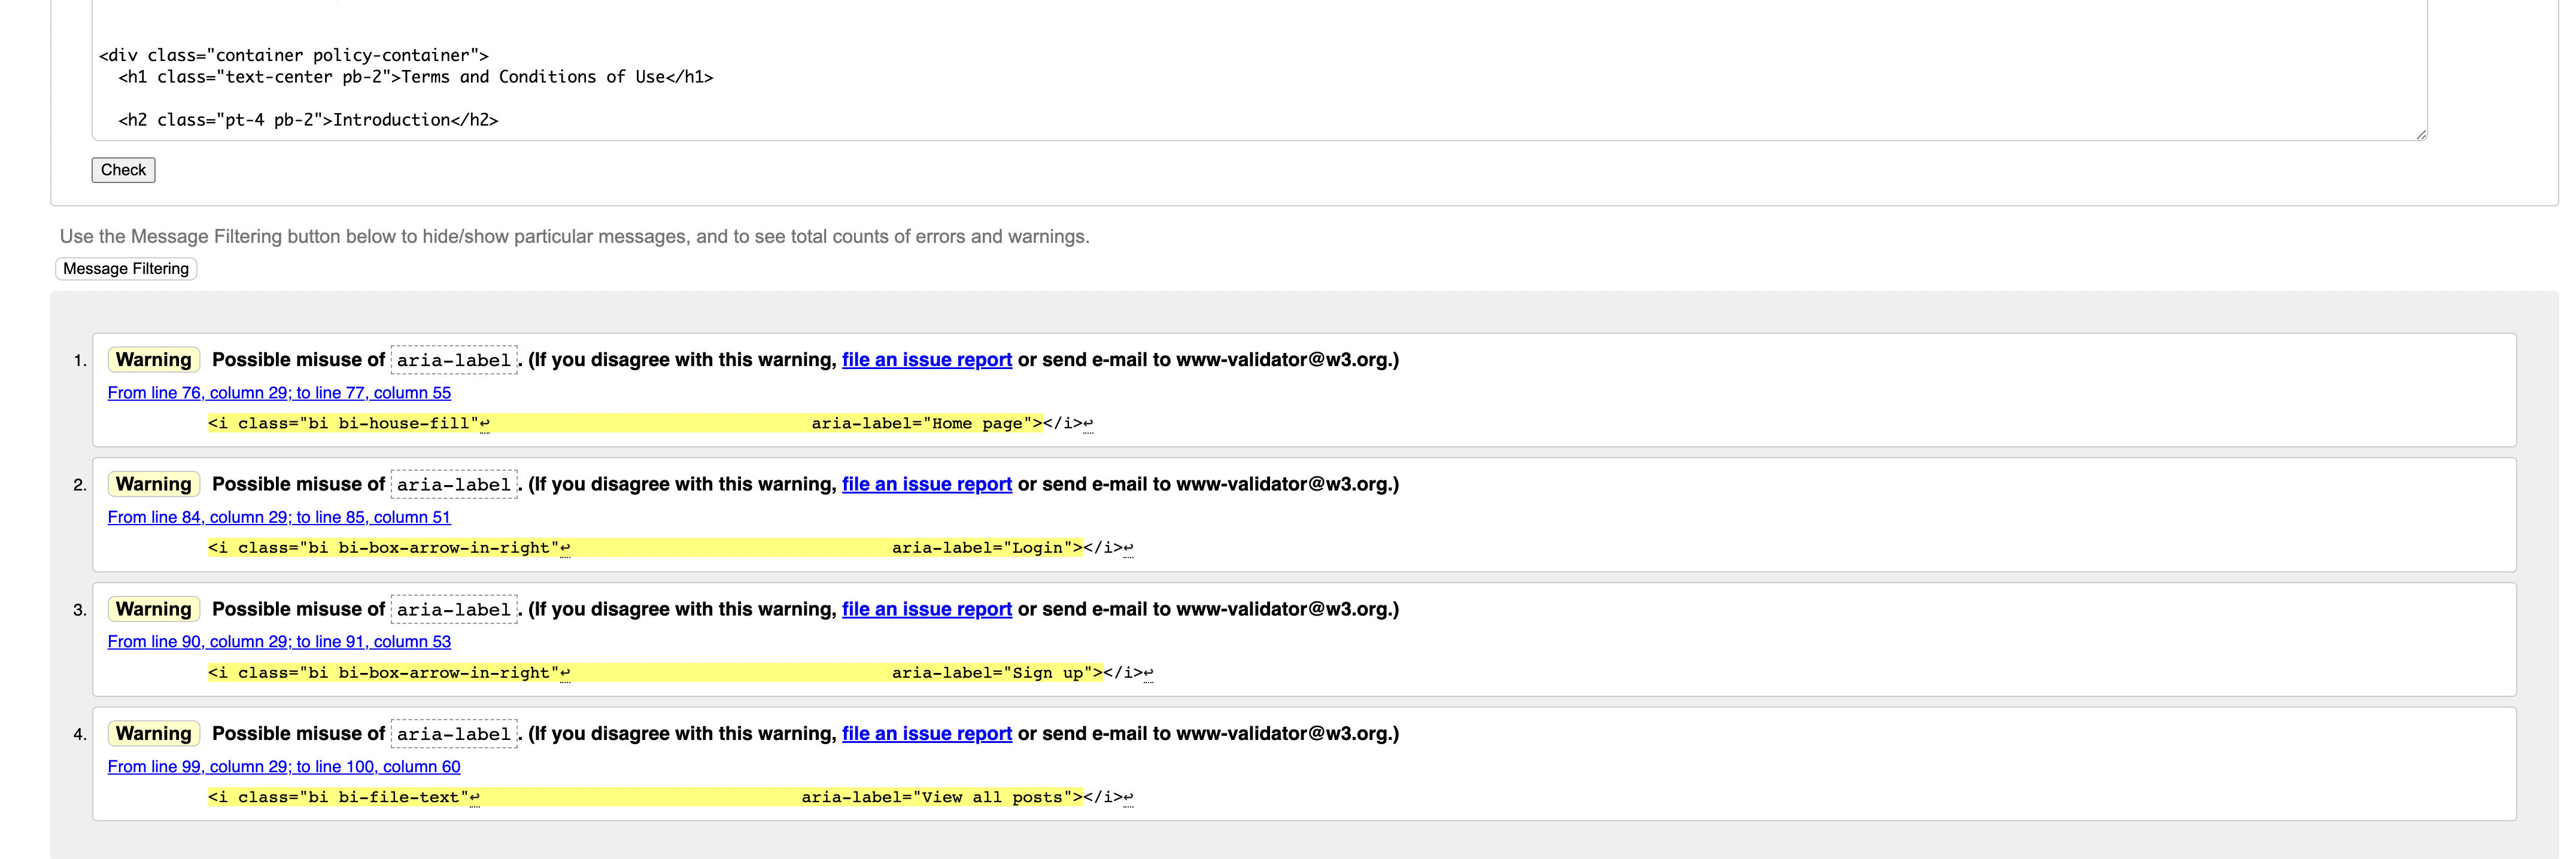 <div class="container policy-container">
<h1 class="text-center pb-2">Terms and Conditions of Use</h1>
<h2 class="pt-4 pb-2">Introduction</h2>
Check
Use the Message Filtering button below to hide/show particular messages, and to see total counts of errors and warnings.
Message Filtering
1. Warning Possible misuse of aria-label. (If you disagree with this warning, file an issue report or send e-mail to www-validator@w3.org.)
From line 76, column 29; to line 77, column 55
<i class="bi bi-house-fill"↩ aria-label="Home page"></i>↩
2. Warning Possible misuse of aria-label. (If you disagree with this warning, file an issue report or send e-mail to www-validator@w3.org.)
From line 84, column 29; to line 85, column 51
<i class="bi bi-box-arrow-in-right"↩ aria-label="Login"></i>↩
3. Warning Possible misuse of aria-label. (If you disagree with this warning, file an issue report or send e-mail to www-validator@w3.org.)
From line 90, column 29; to line 91, column 53
<i class="bi bi-box-arrow-in-right"↩ aria-label="Sign up"></i>↩
4. Warning Possible misuse of aria-label. (If you disagree with this warning, file an issue report or send e-mail to www-validator@w3.org.)
From line 99, column 29; to line 100, column 60
<i class="bi bi-file-text"↩ aria-label="View all posts"></i>↩